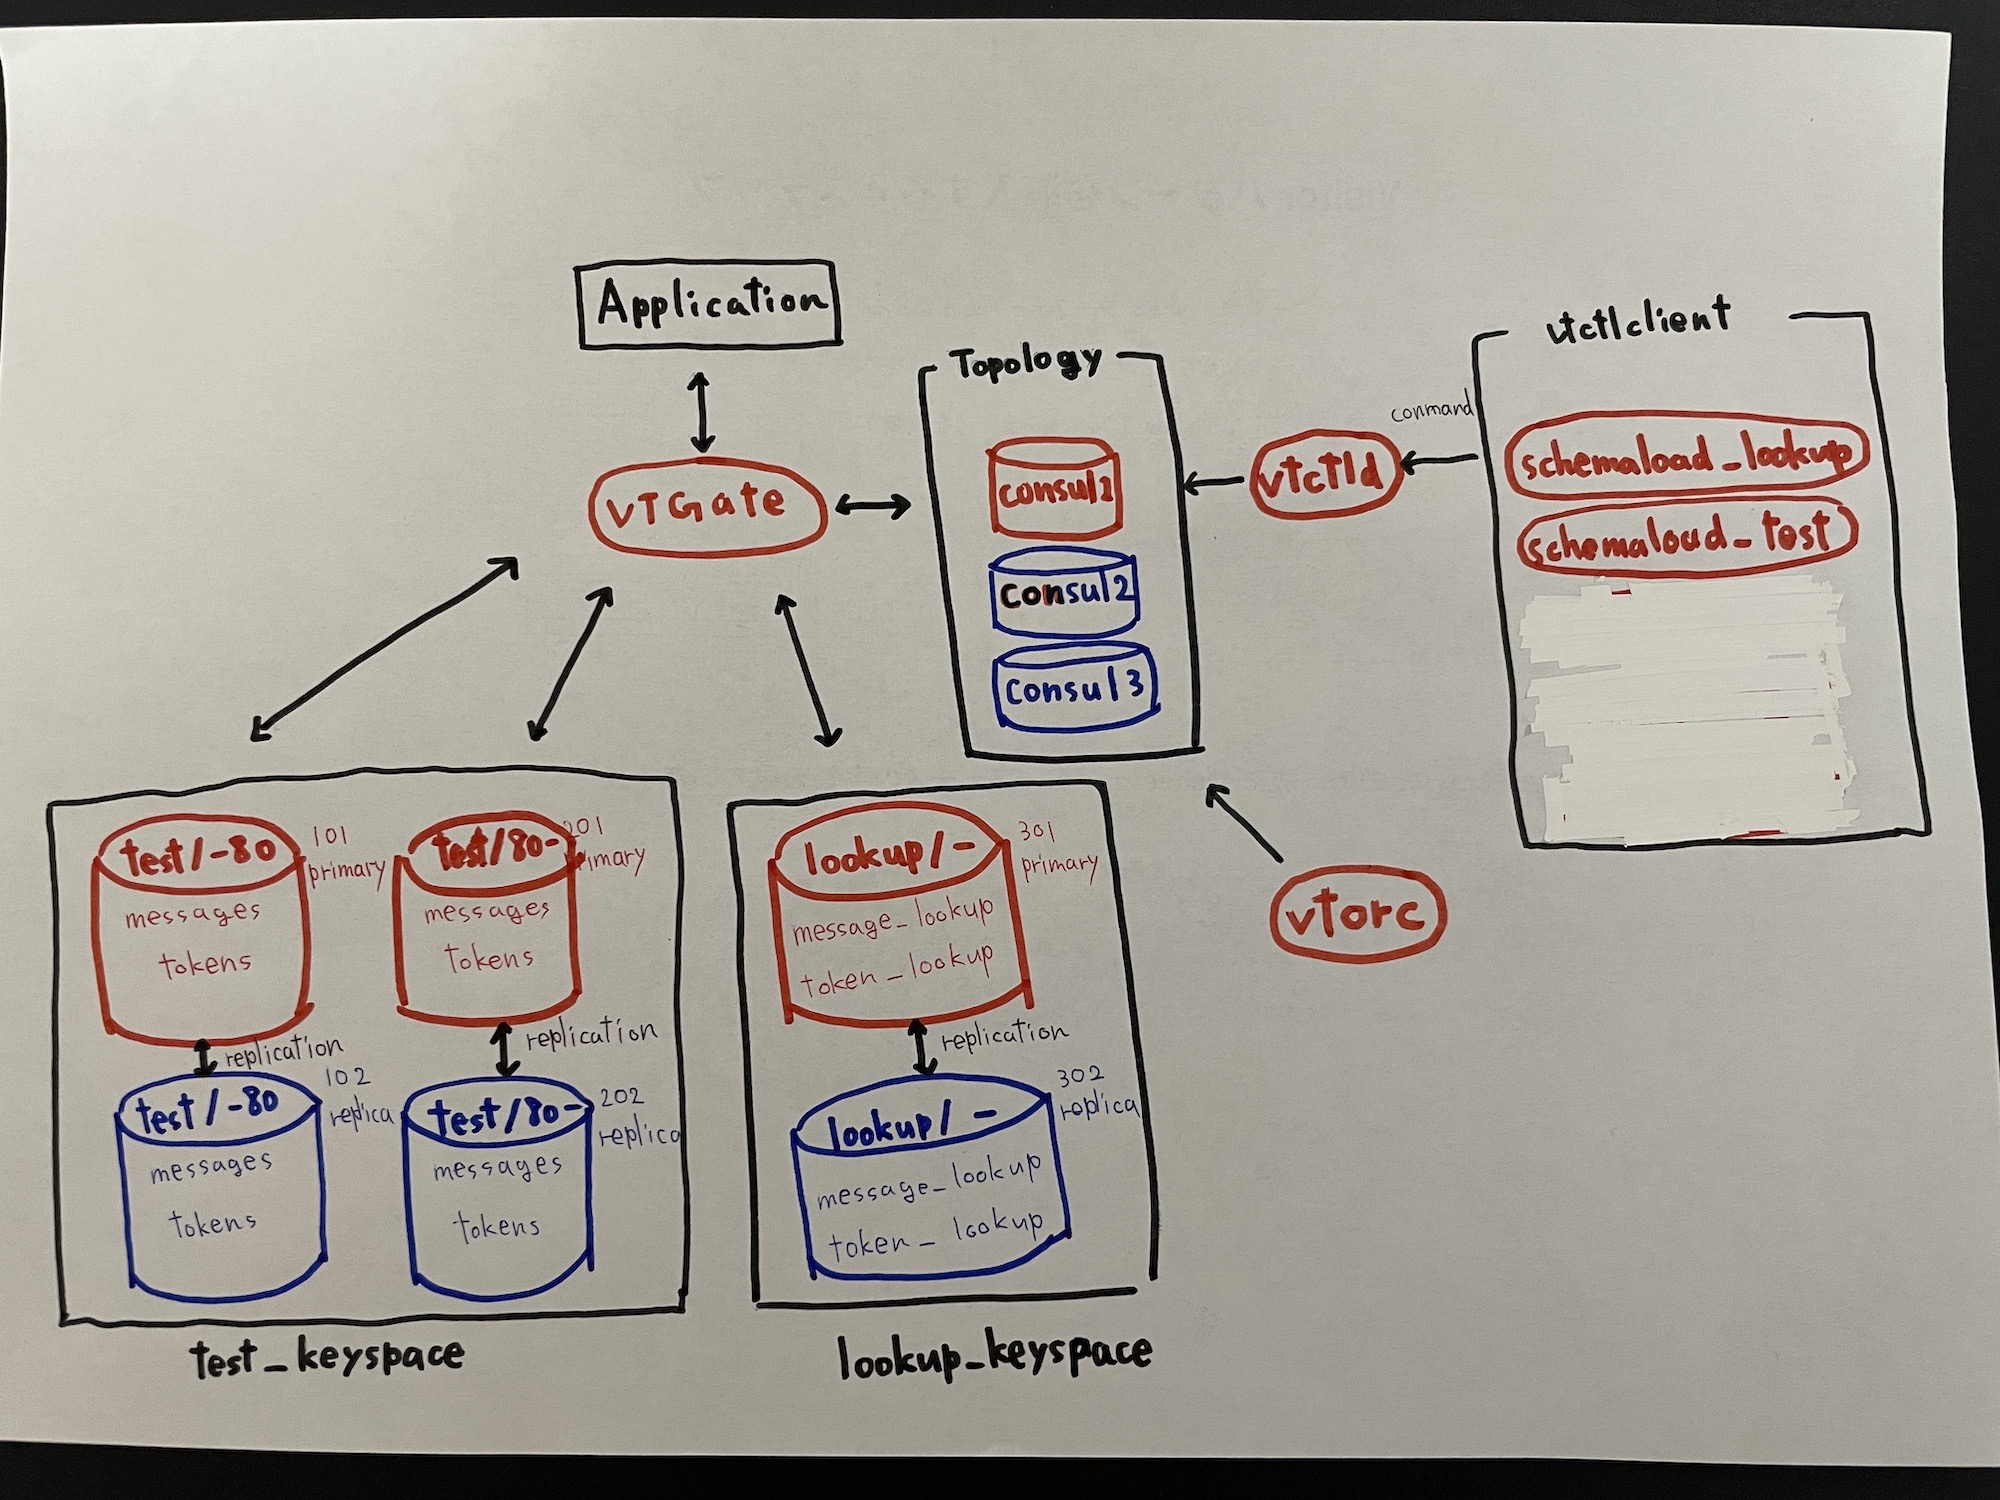 Application
vtctlclient
Topology
command
schemaload_lookup
consul1
vtctld
VTGate
schemaload_test
consul2
consul3
test/-80
101
primary
test/80-
201
primary
lookup/-
301
primary
messages
tokens
messages
tokens
message_lookup
token_lookup
vtorc
replication
replication
replication
test/-80
102
replica
test/80-
202
replica
lookup/-
302
replica
messages
tokens
messages
tokens
message_lookup
token_lookup
test_keyspace
lookup_keyspace